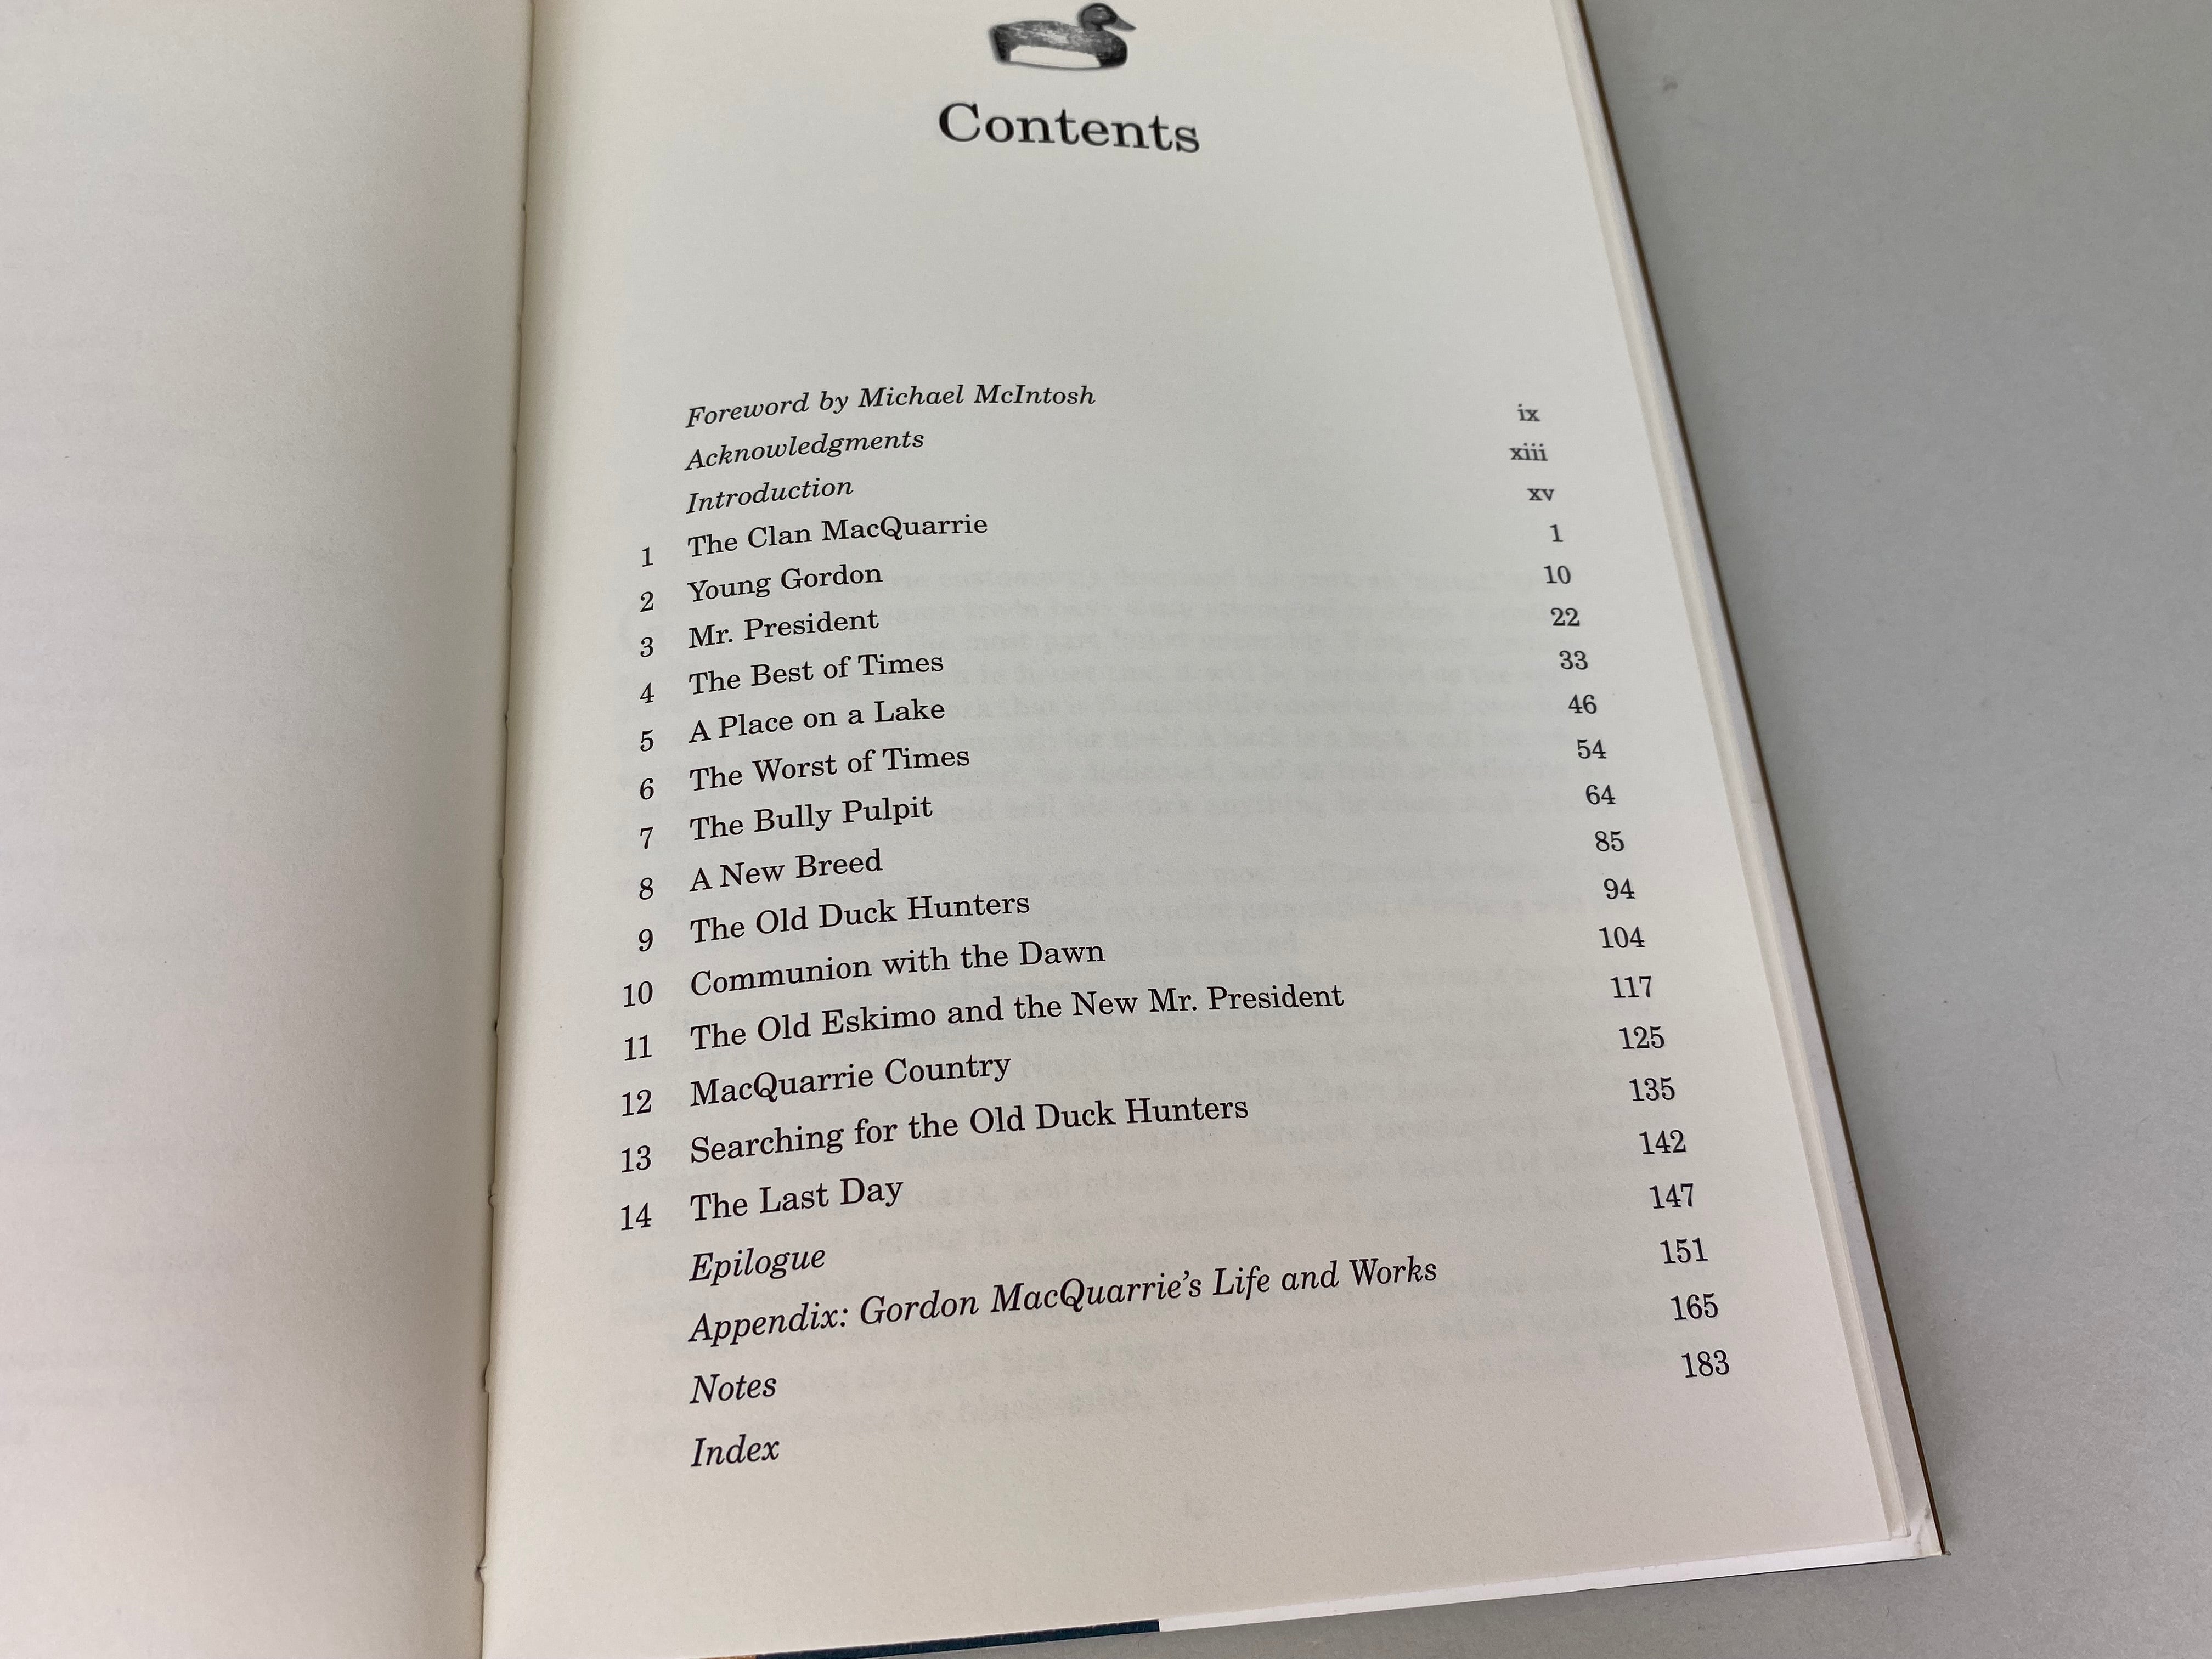 Contents
Foreword by Michael McIntosh ix
Acknowledgments xiii
Introduction xv
1 The Clan MacQuarrie 1
2 Young Gordon 10
3 Mr. President 22
4 The Best of Times 33
5 A Place on a Lake 46
6 The Worst of Times 54
7 The Bully Pulpit 64
8 A New Breed 85
9 The Old Duck Hunters 94
10 Communion with the Dawn 104
11 The Old Eskimo and the New Mr. President 117
12 MacQuarrie Country 125
13 Searching for the Old Duck Hunters 135
14 The Last Day 142
Epilogue 147
Appendix: Gordon MacQuarrie's Life and Works 151
Notes 165
Index 183